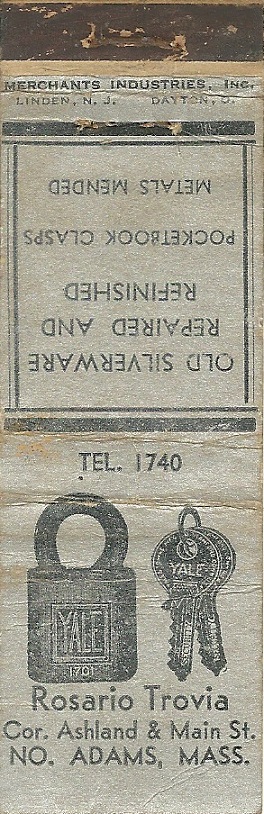 MERCHANTS INDUSTRIES, INC.
LINDEN, N. J. DAYTON, O.
OLD SILVERWARE
REPAIRED AND
REFINISHED
POCKETBOOK CLASPS
METALS MENDED
TEL. 1740
YALE
1701
YALE
Rosario Trovia
Cor. Ashland & Main St.
NO. ADAMS, MASS.